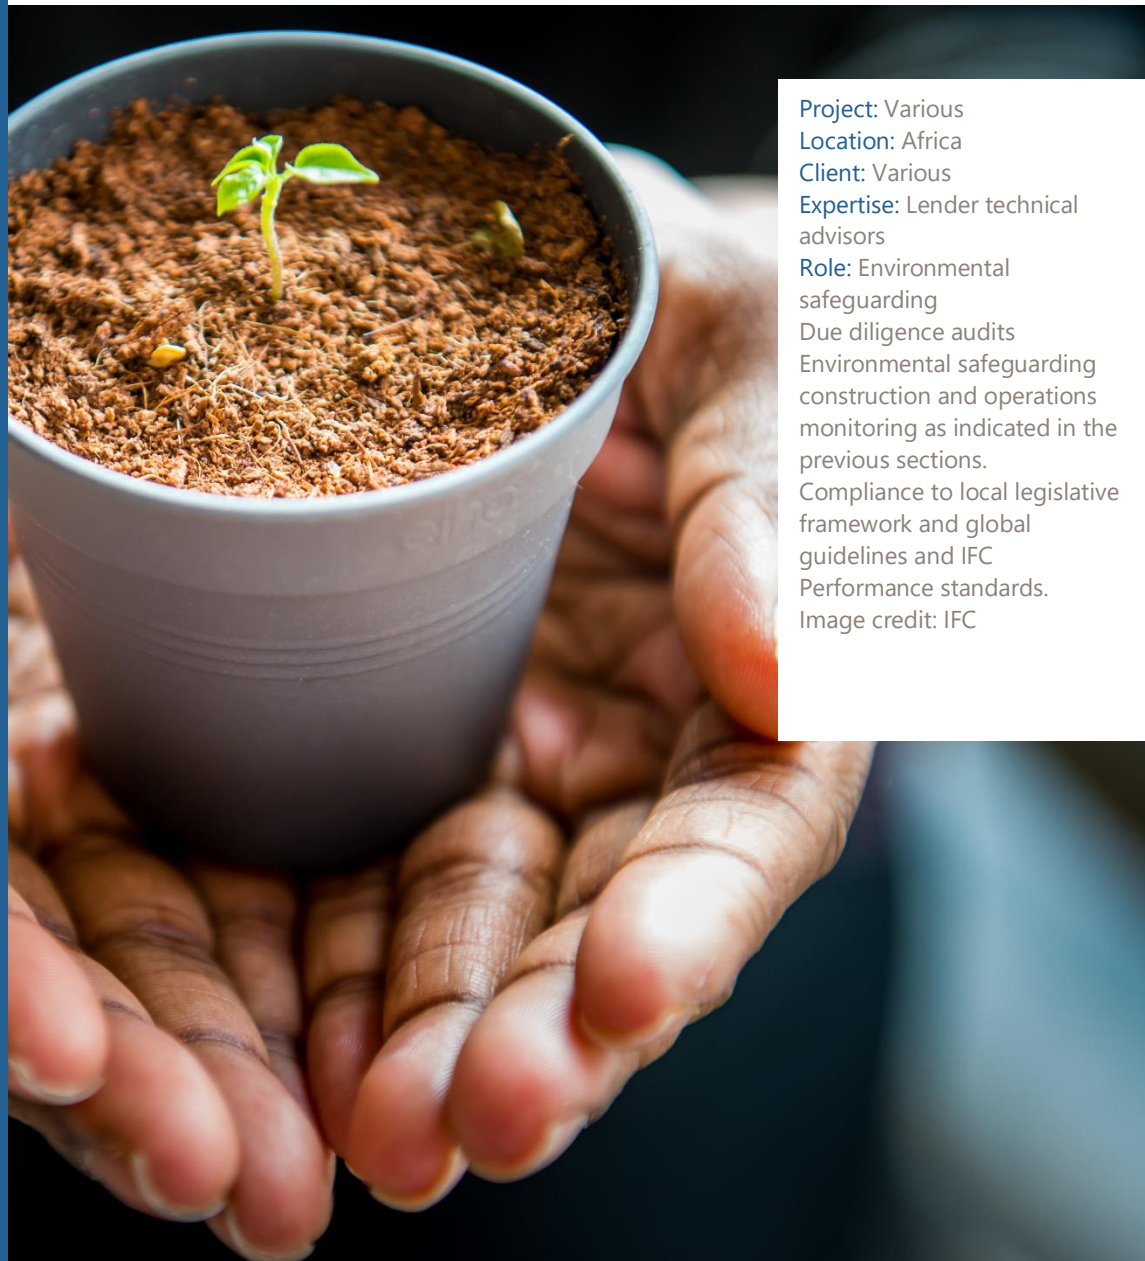 Project: Various
Location: Africa
Client: Various
Expertise: Lender technical
advisors
Role: Environmental
safeguarding
Due diligence audits
Environmental safeguarding
construction and operations
monitoring as indicated in the
previous sections.
Compliance to local legislative
framework and global
guidelines and IFC
Performance standards.
Image credit: IFC
elho